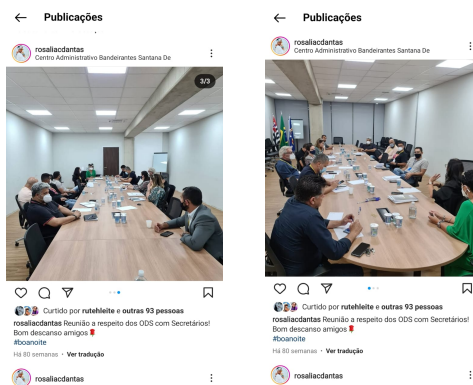 Publicações
rosaliacdantas
Centro Administrativo Bandeirantes Santana De
3/3
Curtido por rutehleite e outras 93 pessoas
rosaliacdantas Reunião a respeito dos ODS com Secretários!
Bom descanso amigos
#boanoite
Há 80 semanas • Ver tradução
rosaliacdantas
Publicações
rosaliacdantas
Centro Administrativo Bandeirantes Santana De
Curtido por rutehleite e outras 93 pessoas
rosaliacdantas Reunião a respeito dos ODS com Secretários!
Bom descanso amigos
#boanoite
Há 80 semanas • Ver tradução
rosaliacdantas